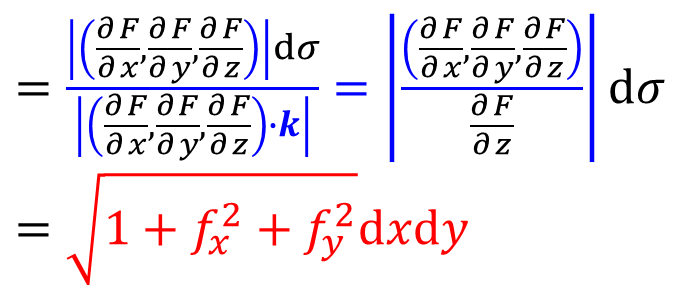 = |(∂F/∂x, ∂F/∂y, ∂F/∂z)| dσ / |(∂F/∂x, ∂F/∂y, ∂F/∂z)·k| = |(∂F/∂x, ∂F/∂y, ∂F/∂z) / (∂F/∂z)| dσ
= √(1 + f_x² + f_y²) dxdy